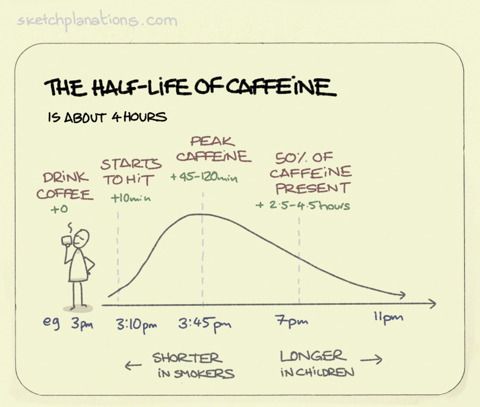 sketchplanations.com
THE HALF-LIFE OF CAFFEINE
IS ABOUT 4 HOURS
DRINK
COFFEE
+0
STARTS
TO HIT
+10min
PEAK
CAFFEINE
+45-120min
50% OF
CAFFEINE
PRESENT
+ 2.5-4.5hours
eg 3pm 3:10pm 3:45pm 7pm 11pm
← SHORTER
IN SMOKERS
LONGER →
IN CHILDREN